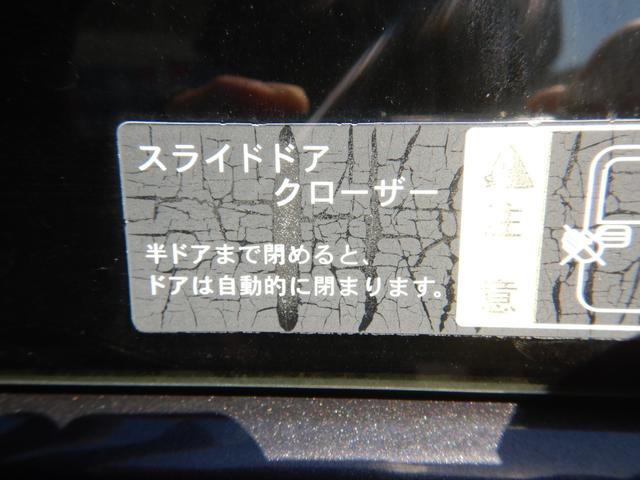 スライドドア
クローザー
半ドアまで閉めると、
ドアは自動的に閉まります。
注
意